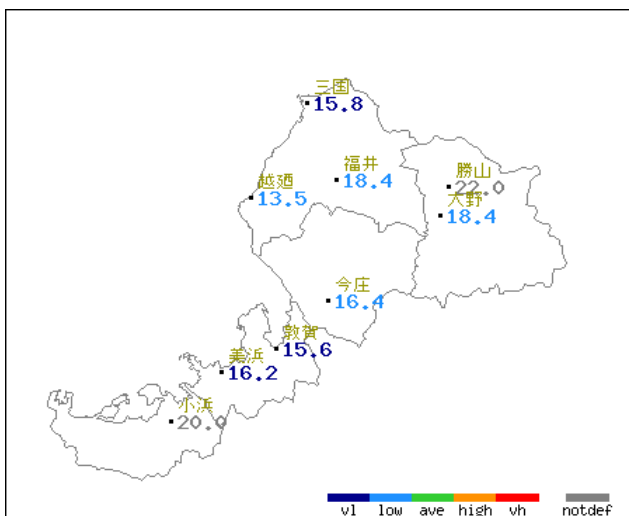 三国
15.8
福井
18.4
勝山
22.0
越廼
13.5
大野
18.4
今庄
16.4
敦賀
15.6
美浜
16.2
小浜
20.0
vl low ave high vh notdef